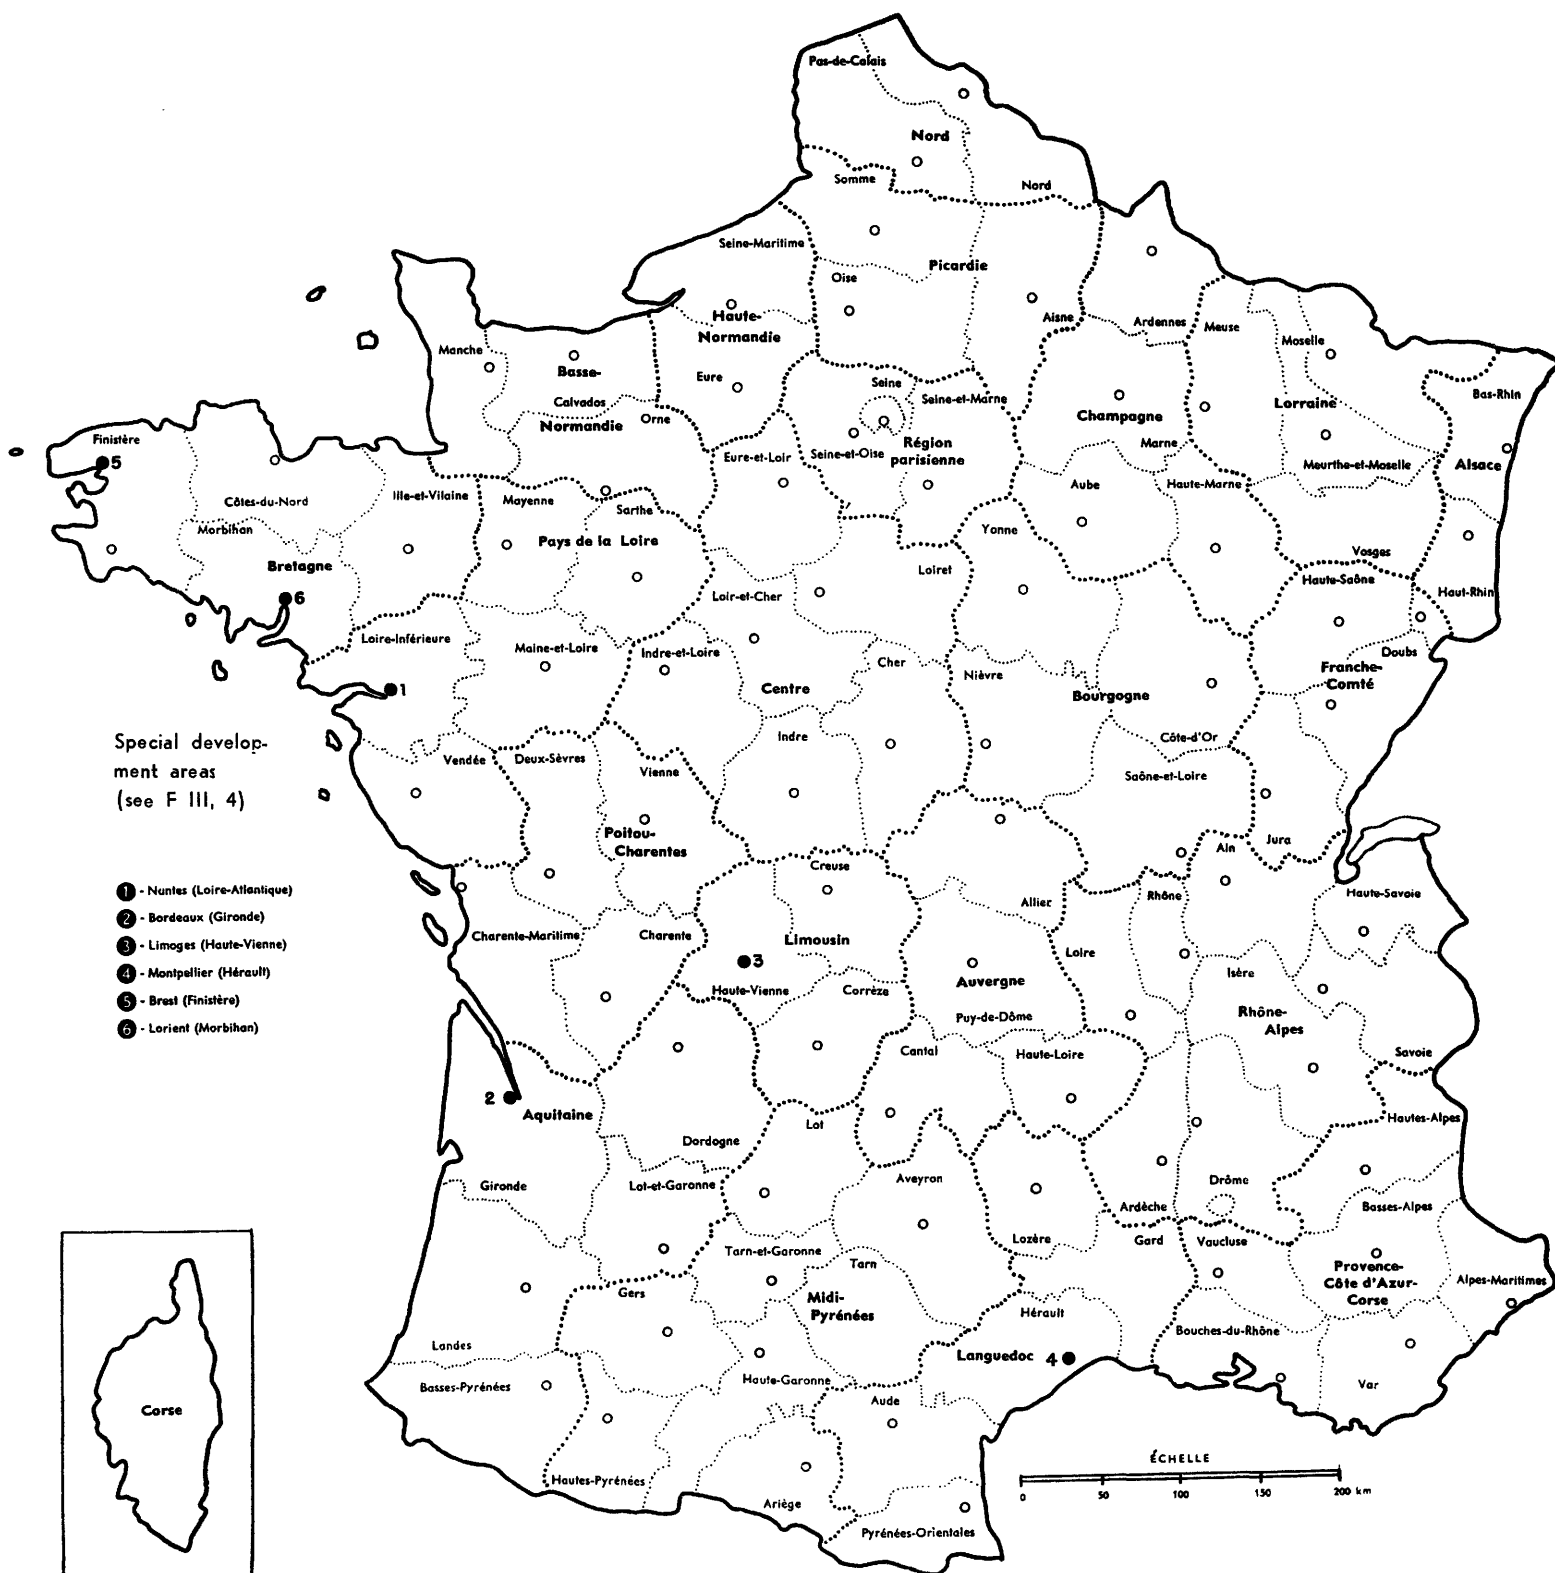 Pas-de-Calais
Nord
Somme
Nord
Seine-Maritime
Picardie
Oise
Haute-
Normandie
Aisne
Ardennes
Meuse
Moselle
Manche
Basse-
Eure
Seine
Seine-et-Marne
Bas-Rhin
Calvados
Normandie
Orne
Champagne
Lorraine
Finistère
5
Eure-et-Loir
Seine-et-Oise
Région
parisienne
Marne
Meurthe-et-Moselle
Alsace
Côtes-du-Nord
Ille-et-Vilaine
Mayenne
Sarthe
Aube
Haute-Marne
Morbihan
Pays de la Loire
Yonne
Vosges
Bretagne
Loiret
Haute-Saône
6
Loir-et-Cher
Haut-Rhin
Loire-Inférieure
Maine-et-Loire
Indre-et-Loire
Cher
Doubs
Nièvre
Franche-
Comté
1
Centre
Bourgogne
Special develop-
ment areas
(see F III, 4)
Vendée
Deux-Sèvres
Vienne
Indre
Côte-d'Or
Saône-et-Loire
Poitou-
Charentes
Creuse
Ain
Jura
1 - Nantes (Loire-Atlantique)
2 - Bordeaux (Gironde)
3 - Limoges (Haute-Vienne)
4 - Montpellier (Hérault)
5 - Brest (Finistère)
6 - Lorient (Morbihan)
Allier
Rhône
Haute-Savoie
Charente-Maritime
Charente
Limousin
Loire
3
Haute-Vienne
Corrèze
Auvergne
Isère
Puy-de-Dôme
Rhône-
Alpes
Cantal
Haute-Loire
Savoie
2
Aquitaine
Lot
Hautes-Alpes
Dordogne
Gironde
Lot-et-Garonne
Aveyron
Drôme
Ardèche
Basses-Alpes
Lozère
Gard
Vaucluse
Tarn-et-Garonne
Tarn
Provence-
Côte d'Azur-
Corse
Alpes-Maritimes
Gers
Midi-
Pyrénées
Hérault
Bouches-du-Rhône
Landes
Languedoc 4
Basses-Pyrénées
Haute-Garonne
Var
Aude
Corse
Hautes-Pyrénées
Ariège
Pyrénées-Orientales
ÉCHELLE
0 50 100 150 200 km